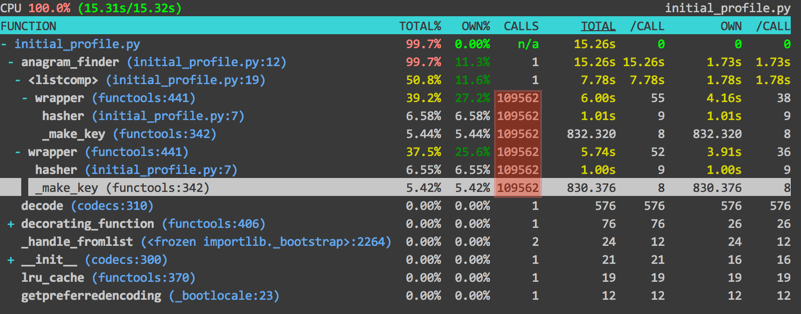 CPU 100.0% (15.31s/15.32s) initial_profile.py
FUNCTION TOTAL% OWN% CALLS TOTAL /CALL OWN /CALL
- initial_profile.py 99.7% 0.00% n/a 15.26s 0 0 0
- anagram_finder (initial_profile.py:12) 99.7% 11.3% 1 15.26s 15.26s 1.73s 1.73s
- <listcomp> (initial_profile.py:19) 50.8% 11.6% 1 7.78s 7.78s 1.78s 1.78s
- wrapper (functools:441) 39.2% 27.2% 109562 6.00s 55 4.16s 38
hasher (initial_profile.py:7) 6.58% 6.58% 109562 1.01s 9 1.01s 9
_make_key (functools:342) 5.44% 5.44% 109562 832.320 8 832.320 8
- wrapper (functools:441) 37.5% 25.6% 109562 5.74s 52 3.91s 36
hasher (initial_profile.py:7) 6.55% 6.55% 109562 1.00s 9 1.00s 9
_make_key (functools:342) 5.42% 5.42% 109562 830.376 8 830.376 8
decode (codecs:310) 0.00% 0.00% 1 576 576 576 576
+ decorating_function (functools:406) 0.00% 0.00% 1 76 76 26 26
_handle_fromlist (<frozen importlib._bootstrap>:2264) 0.00% 0.00% 2 24 12 24 12
+ __init__ (codecs:300) 0.00% 0.00% 1 21 21 16 16
lru_cache (functools:370) 0.00% 0.00% 1 19 19 19 19
getpreferredencoding (_bootlocale:23) 0.00% 0.00% 1 12 12 12 12